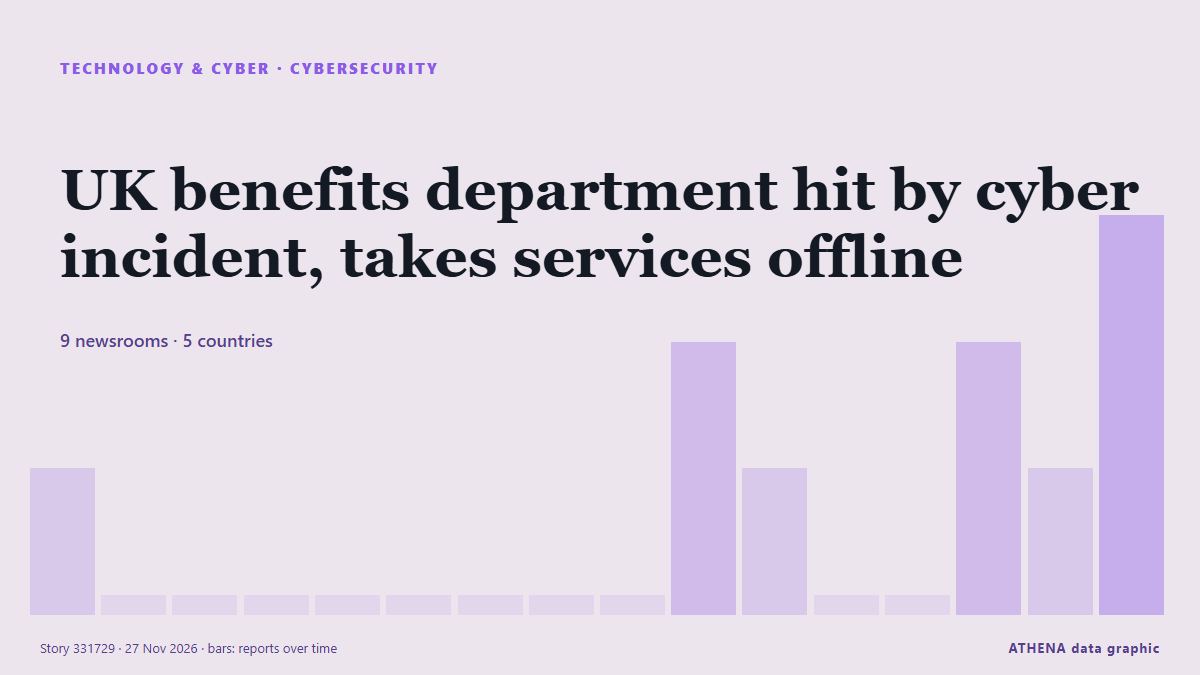 TECHNOLOGY & CYBER · CYBERSECURITY
UK benefits department hit by cyber
incident, takes services offline
9 newsrooms · 5 countries
Story 331729 · 27 Nov 2026 · bars: reports over time
ATHENA data graphic